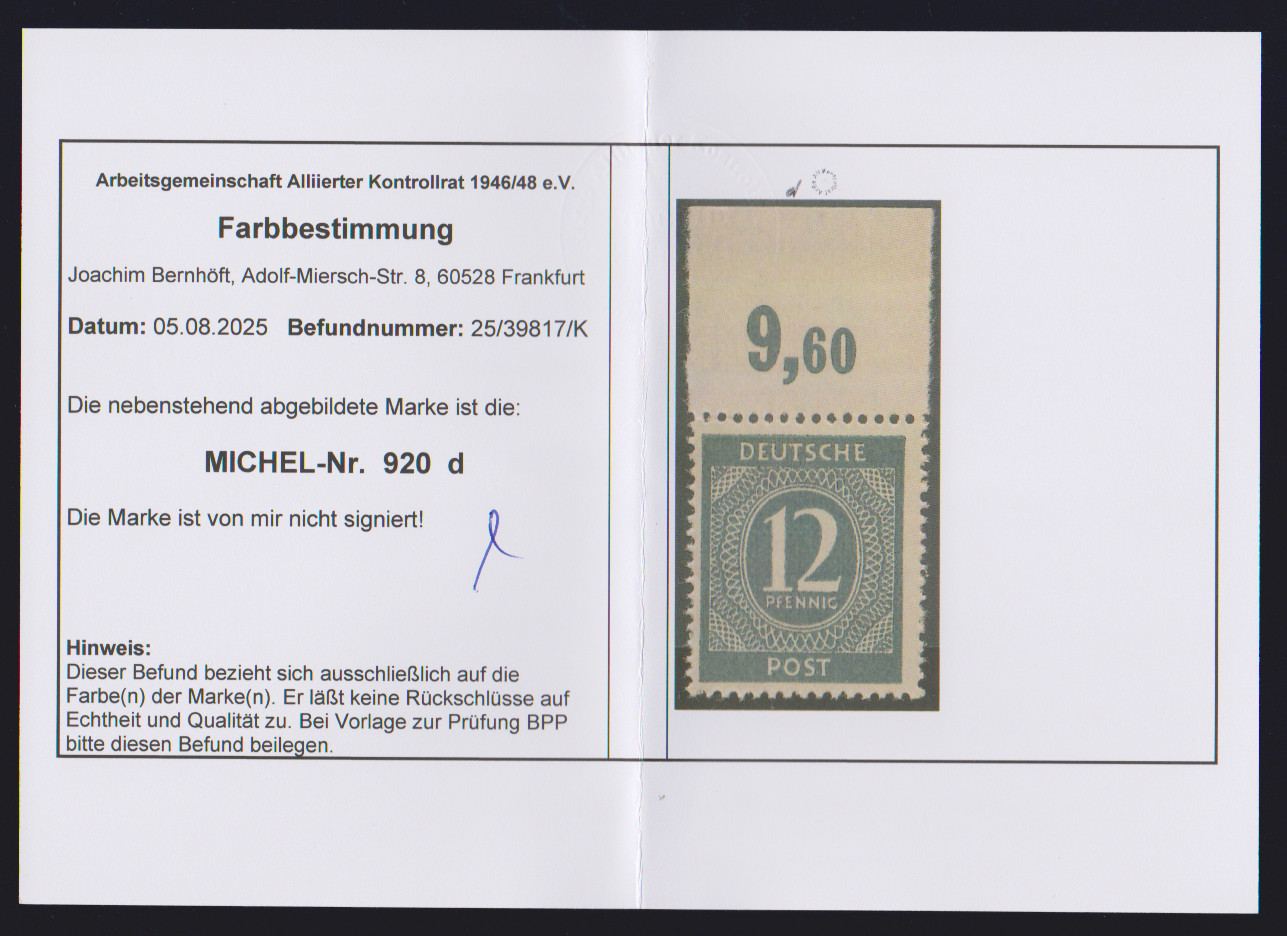 Arbeitsgemeinschaft Alliierter Kontrollrat 1946/48 e.V.
Farbbestimmung
Joachim Bernhöft, Adolf-Miersch-Str. 8, 60528 Frankfurt
Datum: 05.08.2025 Befundnummer: 25/39817/K
Die nebenstehend abgebildete Marke ist die:
MICHEL-Nr. 920 d
Die Marke ist von mir nicht signiert!
Hinweis:
Dieser Befund bezieht sich ausschließlich auf die
Farbe(n) der Marke(n). Er läßt keine Rückschlüsse auf
Echtheit und Qualität zu. Bei Vorlage zur Prüfung BPP
bitte diesen Befund beilegen.
d
9,60
DEUTSCHE
12
PFENNIG
POST